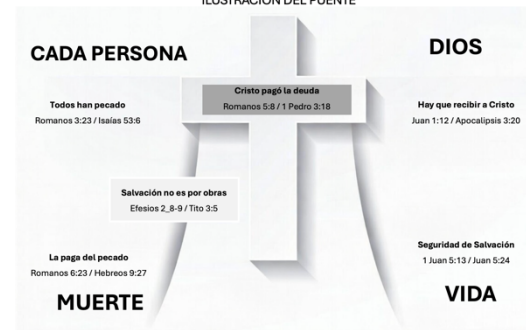 ILUSTRACIÓN DEL PUENTE
CADA PERSONA
DIOS
Cristo pagó la deuda
Romanos 5:8 / 1 Pedro 3:18
Todos han pecado
Romanos 3:23 / Isaías 53:6
Hay que recibir a Cristo
Juan 1:12 / Apocalipsis 3:20
Salvación no es por obras
Efesios 2_8-9 / Tito 3:5
La paga del pecado
Romanos 6:23 / Hebreos 9:27
Seguridad de Salvación
1 Juan 5:13 / Juan 5:24
MUERTE
VIDA